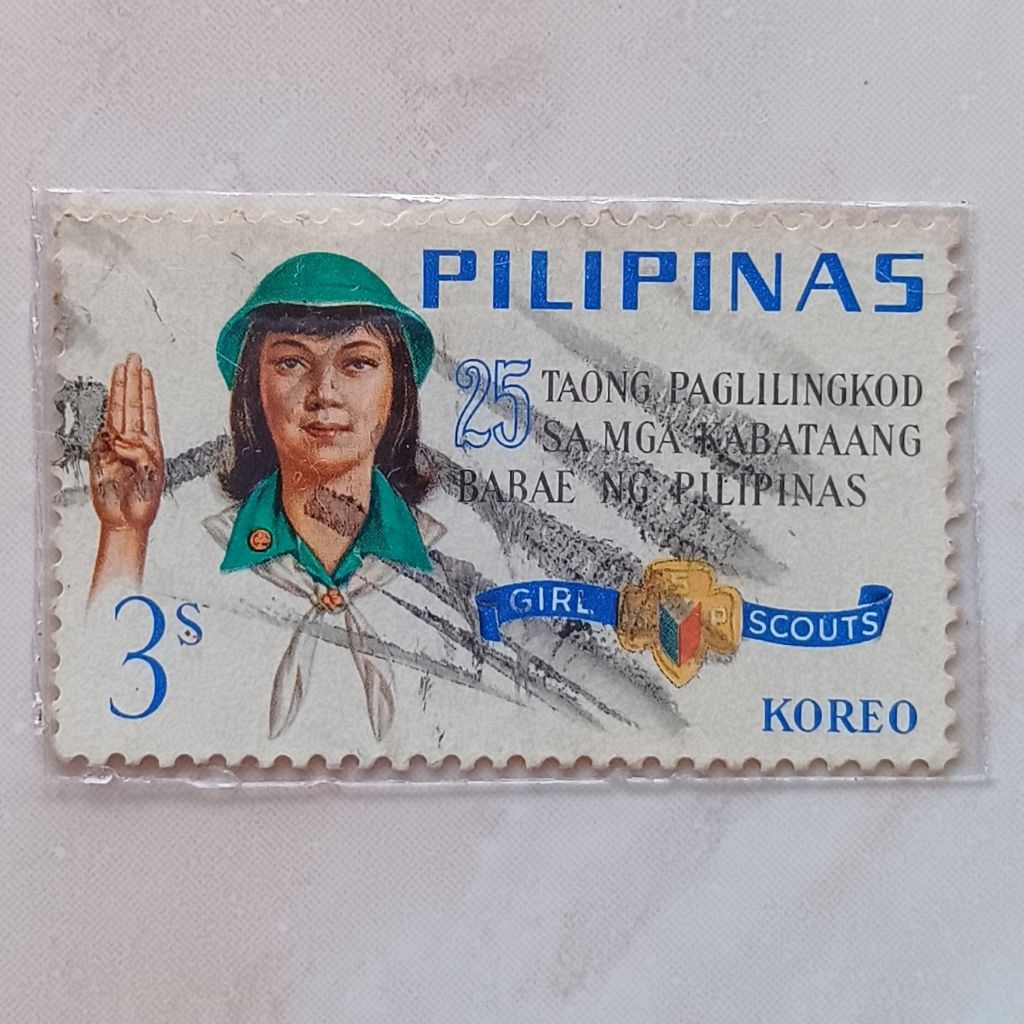 PILIPINAS
25 TAONG PAGLILINGKOD
SA MGA KABATAANG
BABAE NG PILIPINAS
GIRL SCOUTS
3s
KOREO